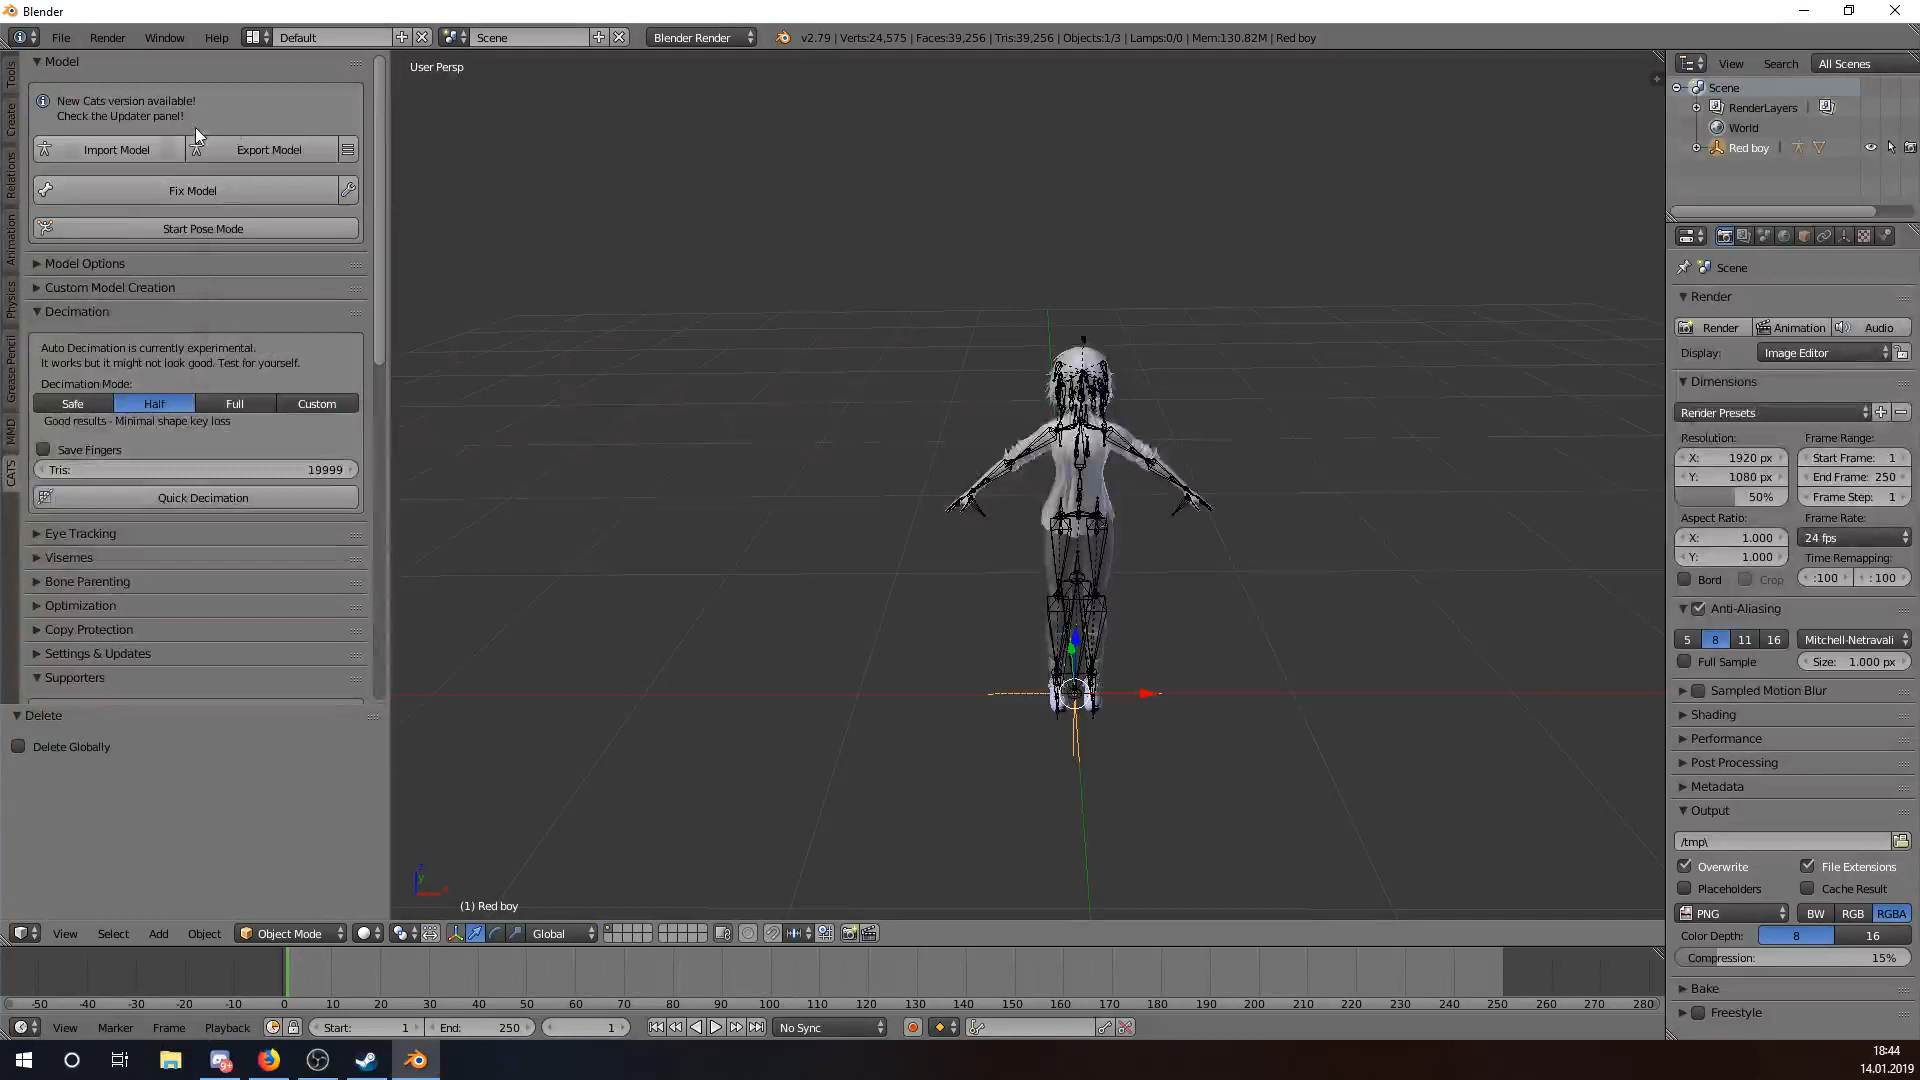 Blender
File
Render
Window
Help
Default
Scene
Blender Render
v2.79 | Verts:24,575 | Faces:39,256 | Tris:39,256 | Objects:1/3 | Lamps:0/0 | Mem:130.82M | Red boy
Tools
Create
Relations
Animation
Physics
Grease Pencil
MMD
CATS
Model
New Cats version available!
Check the Updater panel!
Import Model
Export Model
Fix Model
Start Pose Mode
Model Options
Custom Model Creation
Decimation
Auto Decimation is currently experimental.
It works but it might not look good. Test for yourself.
Decimation Mode:
Safe
Half
Full
Custom
Good results - Minimal shape key loss
Save Fingers
Tris: 19999
Quick Decimation
Eye Tracking
Visemes
Bone Parenting
Optimization
Copy Protection
Settings & Updates
Supporters
Delete
Delete Globally
User Persp
(1) Red boy
View
Select
Add
Object
Object Mode
Global
-50 -40 -30 -20 -10 0 10 20 30 40 50 60 70 80 90 100 110 120 130 140 150 160 170 180 190 200 210 220 230 240 250 260 270 280
View
Marker
Frame
Playback
Start: 1
End: 250
1
No Sync
View
Search
All Scenes
Scene
RenderLayers
World
Red boy
Scene
Render
Render
Animation
Audio
Display:
Image Editor
Dimensions
Render Presets
Resolution:
Frame Range:
X: 1920 px
Start Frame: 1
Y: 1080 px
End Frame: 250
50%
Frame Step: 1
Aspect Ratio:
Frame Rate:
X: 1.000
24 fps
Y: 1.000
Time Remapping:
Bord
Crop
:100
: 100
Anti-Aliasing
5
8
11
16
Mitchell-Netravali
Full Sample
Size: 1.000 px
Sampled Motion Blur
Shading
Performance
Post Processing
Metadata
Output
/tmp\
Overwrite
File Extensions
Placeholders
Cache Result
PNG
BW
RGB
RGBA
Color Depth:
8
16
Compression: 15%
Bake
Freestyle
18:44
14.01.2019